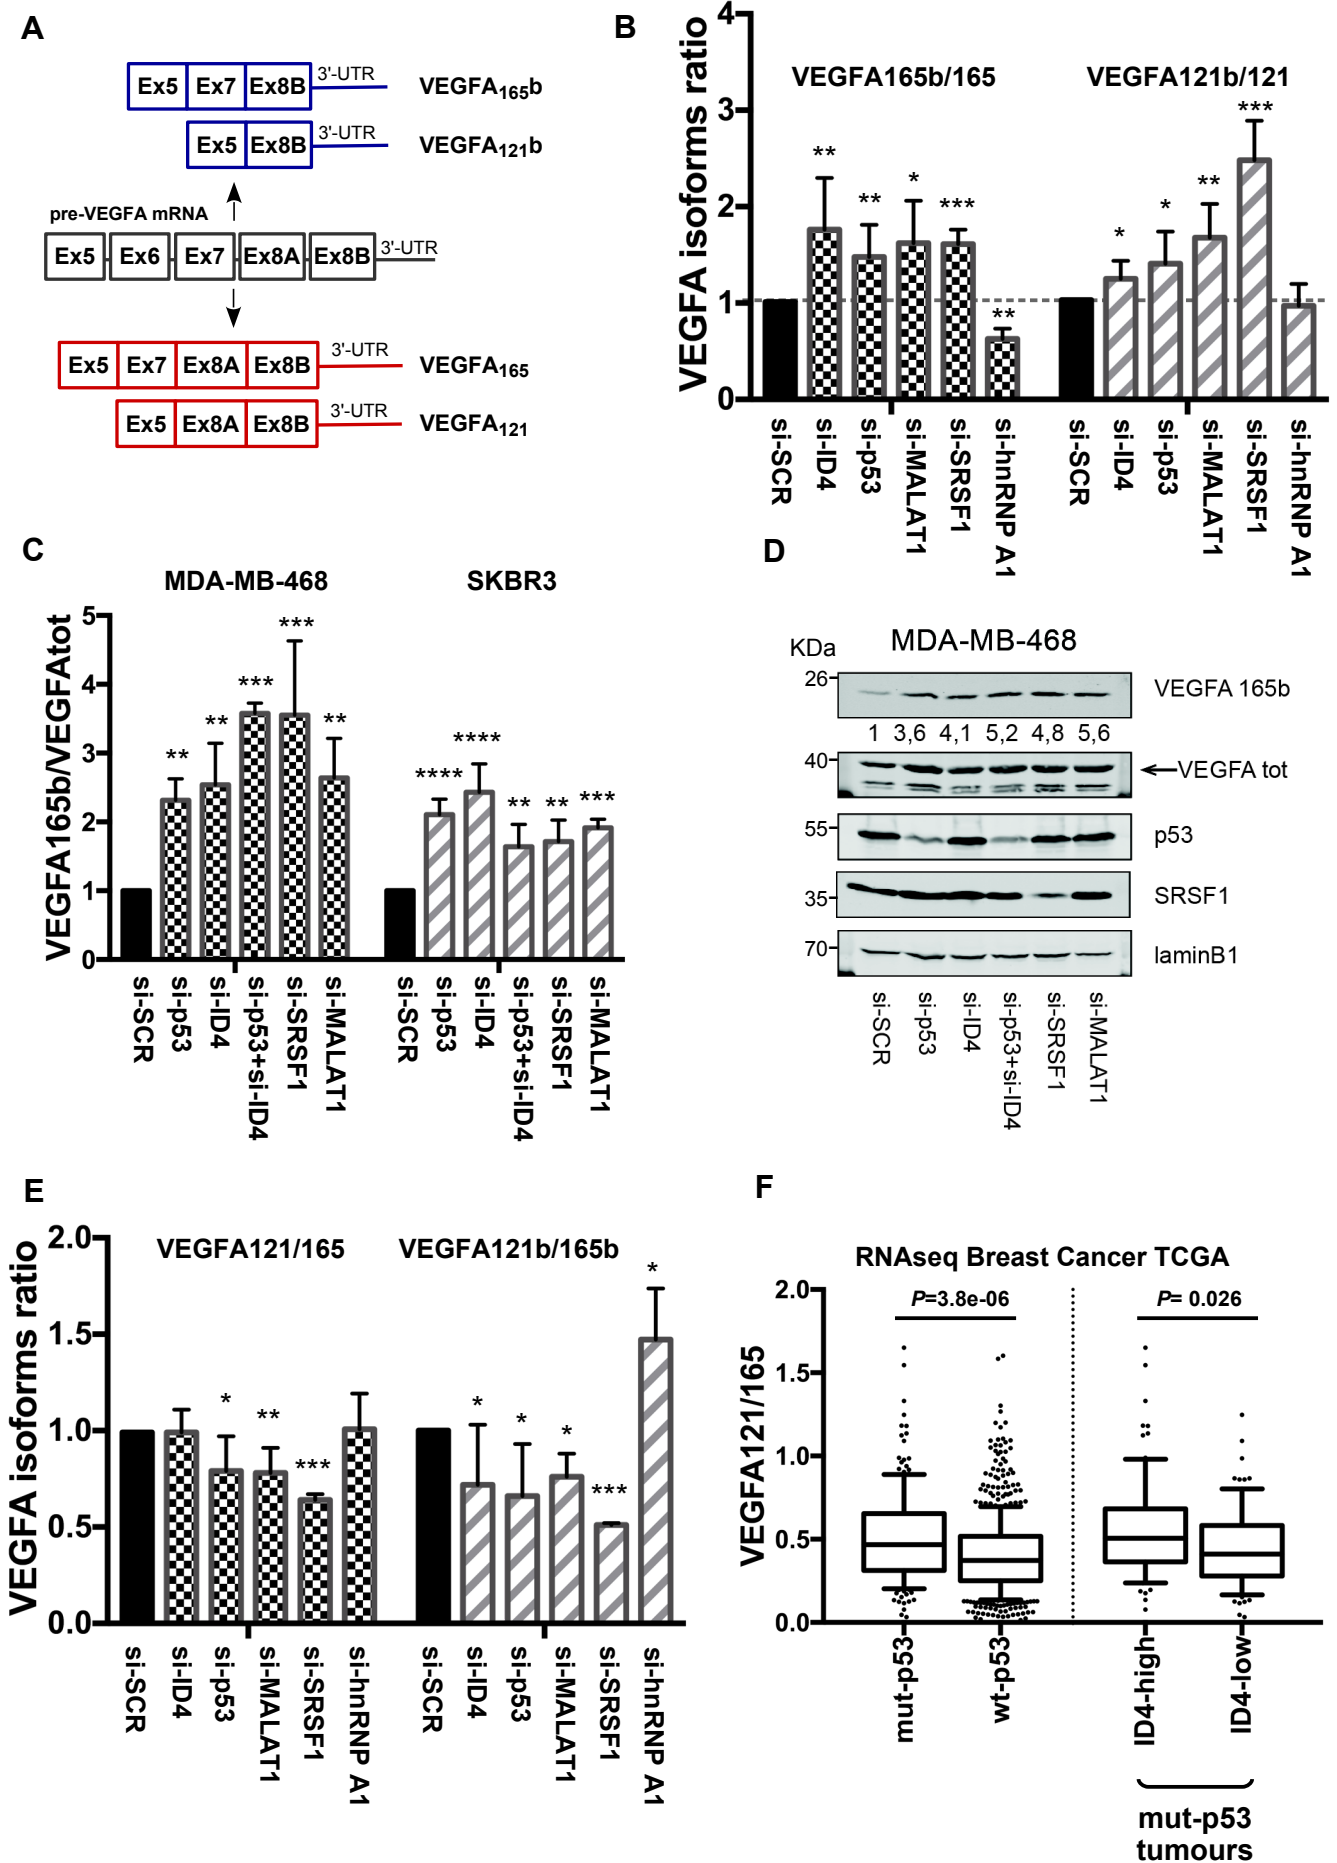 A
Ex5 Ex7 Ex8B 3'-UTR VEGFA165b
Ex5 Ex8B 3'-UTR VEGFA121b
pre-VEGFA mRNA
Ex5 Ex6 Ex7 Ex8A Ex8B 3'-UTR
Ex5 Ex7 Ex8A Ex8B 3'-UTR VEGFA165
Ex5 Ex8A Ex8B 3'-UTR VEGFA121
B
VEGFA isoforms ratio
4
3
2
1
0
VEGFA165b/165 VEGFA121b/121
** ** * *** **
* * ** ***
si-SCR si-ID4 si-p53 si-MALAT1 si-SRSF1 si-hnRNP A1
si-SCR si-ID4 si-p53 si-MALAT1 si-SRSF1 si-hnRNP A1
C
MDA-MB-468 SKBR3
VEGFA165b/VEGFAtot
5
4
3
2
1
0
** ** *** *** **
**** **** ** ** ***
si-SCR si-p53 si-ID4 si-p53+si-ID4 si-SRSF1 si-MALAT1
si-SCR si-p53 si-ID4 si-p53+si-ID4 si-SRSF1 si-MALAT1
D
KDa MDA-MB-468
26 VEGFA 165b
1 3,6 4,1 5,2 4,8 5,6
40 VEGFA tot
55 p53
35 SRSF1
70 laminB1
si-SCR si-p53 si-ID4 si-p53+si-ID4 si-SRSF1 si-MALAT1
E
VEGFA isoforms ratio
2.0
1.5
1.0
0.5
0.0
VEGFA121/165 VEGFA121b/165b
* ** ***
* * * *** *
si-SCR si-ID4 si-p53 si-MALAT1 si-SRSF1 si-hnRNP A1
si-SCR si-ID4 si-p53 si-MALAT1 si-SRSF1 si-hnRNP A1
F
RNAseq Breast Cancer TCGA
P=3.8e-06 P= 0.026
VEGFA121/165
2.0
1.5
1.0
0.5
0.0
mut-p53 wt-p53 ID4-high ID4-low
mut-p53
tumours